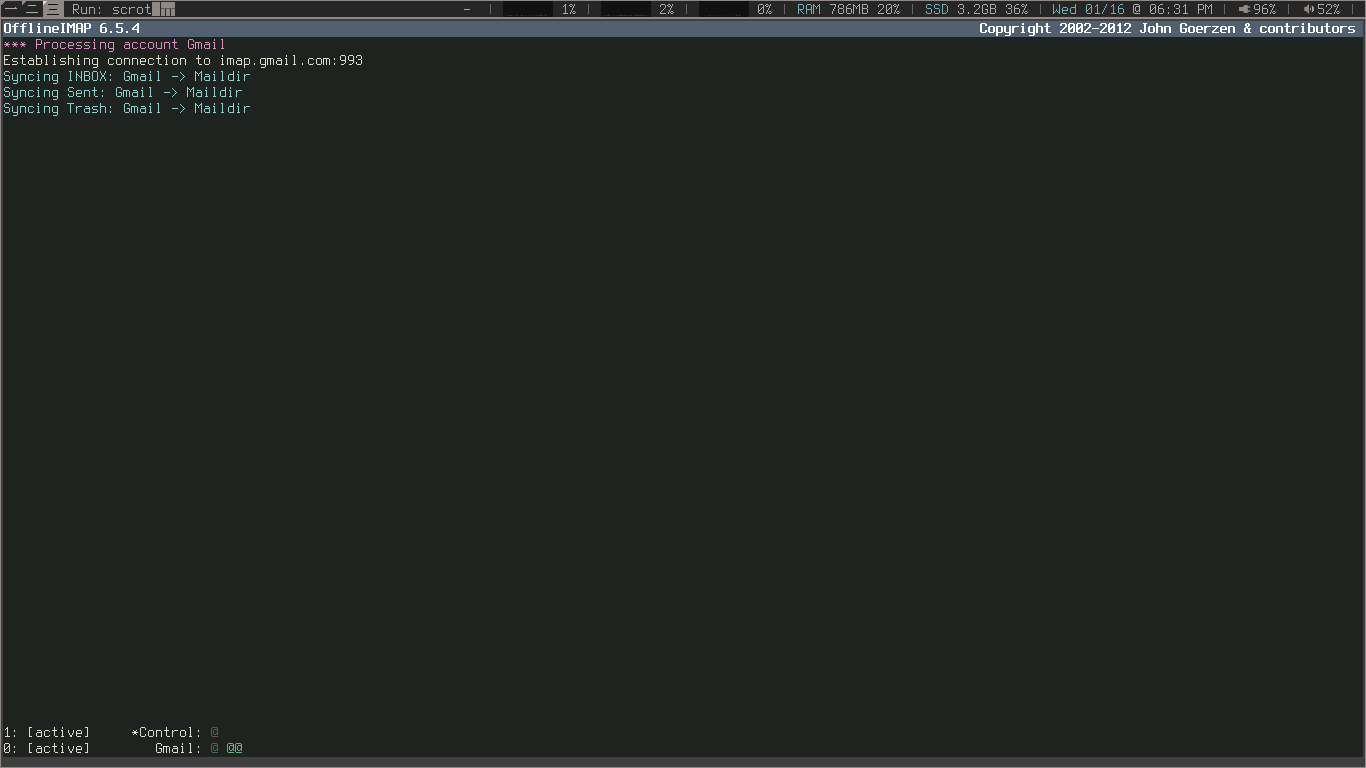 一 二 三 Run: scrot
– | 1% | 2% | 0% | RAM 786MB 20% | SSD 3.2GB 36% | Wed 01/16 @ 06:31 PM | 96% | 52% |
OfflineIMAP 6.5.4 Copyright 2002-2012 John Goerzen & contributors
*** Processing account Gmail
Establishing connection to imap.gmail.com:993
Syncing INBOX: Gmail -> Maildir
Syncing Sent: Gmail -> Maildir
Syncing Trash: Gmail -> Maildir
1: [active] *Control: @
0: [active] Gmail: @ @@